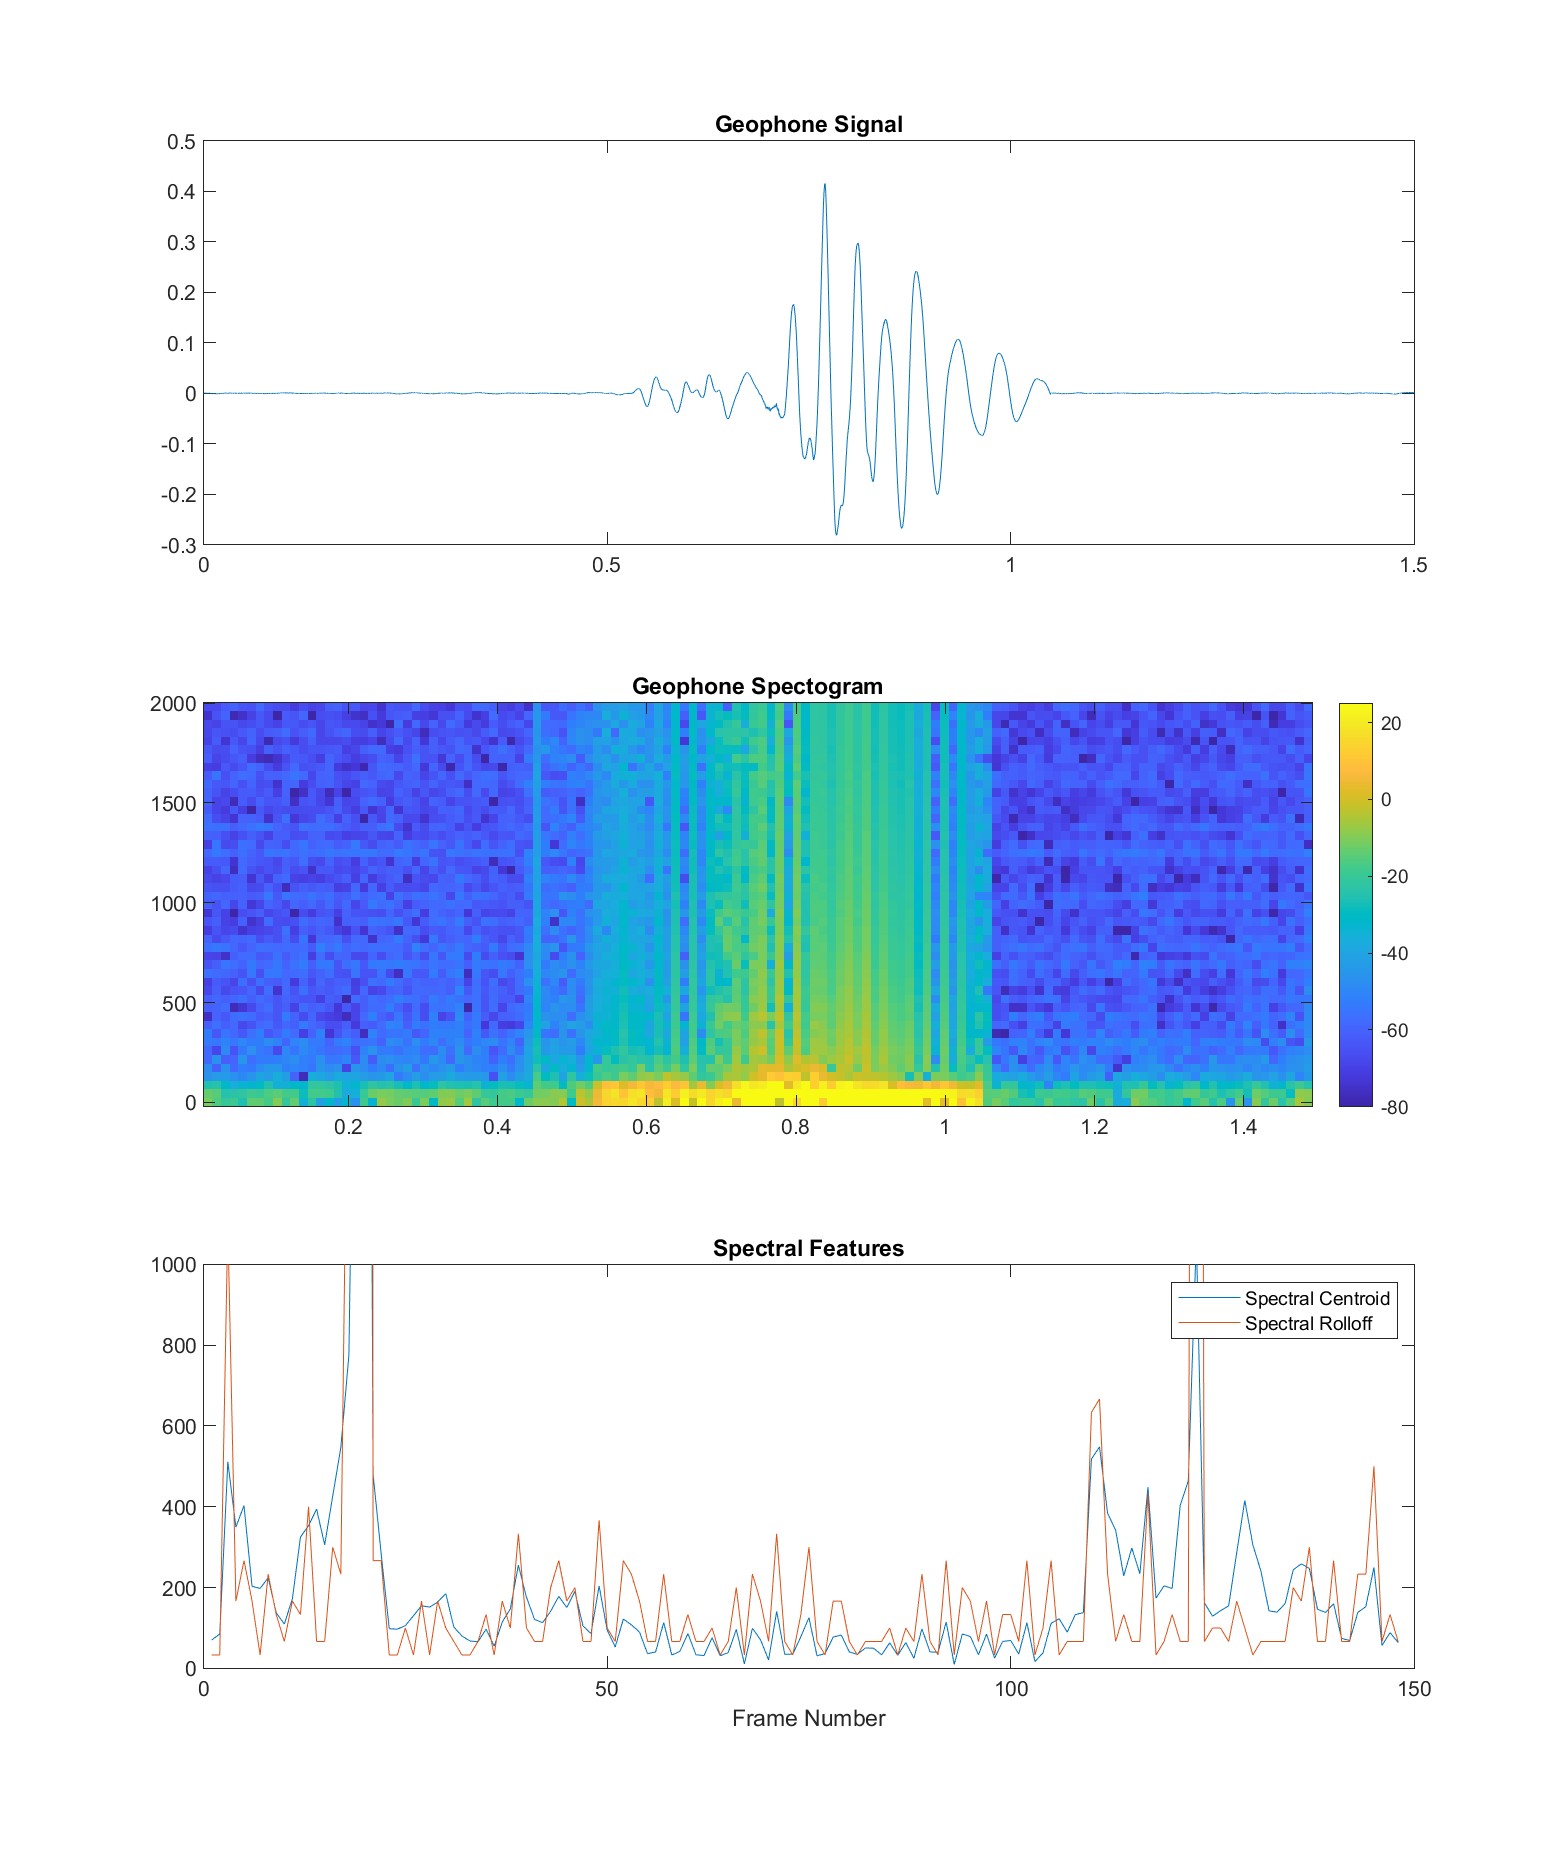 Geophone Signal
0.5
0.4
0.3
0.2
0.1
0
-0.1
-0.2
-0.3
0 0.5 1 1.5
Geophone Spectogram
2000
1500
1000
500
0
20
0
-20
-40
-60
-80
0.2 0.4 0.6 0.8 1 1.2 1.4
Spectral Features
1000
800
600
400
200
0
Spectral Centroid
Spectral Rolloff
0 50 100 150
Frame Number